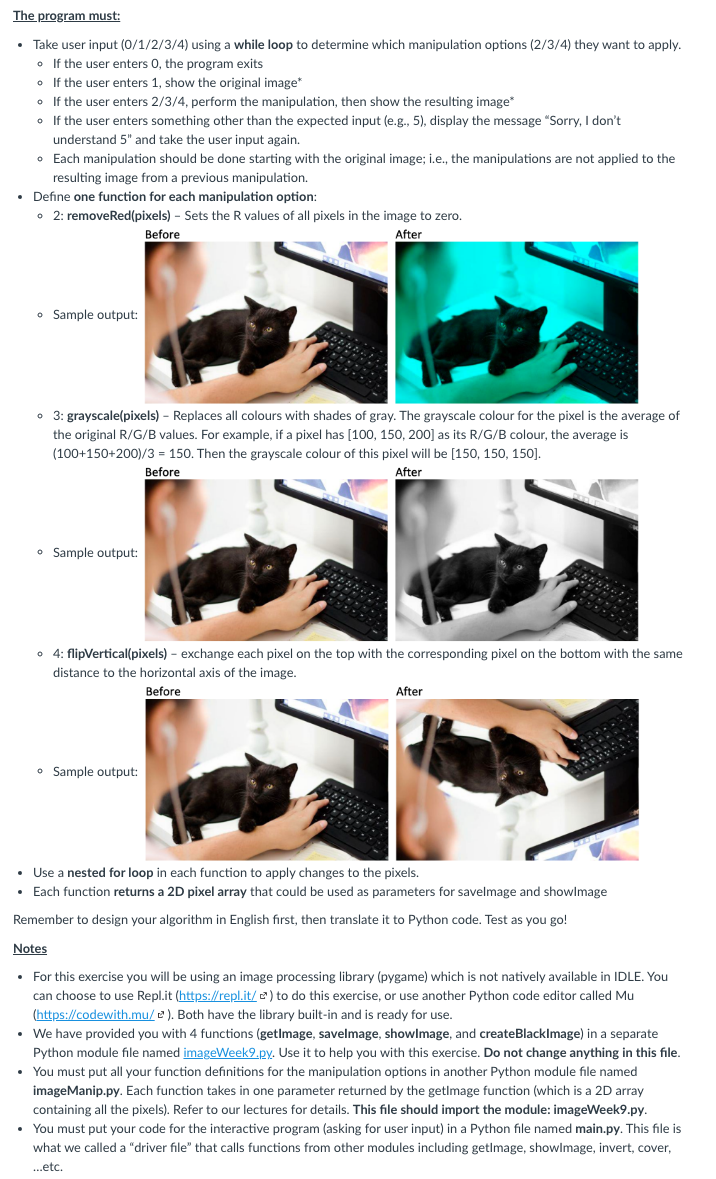 The program must:
• Take user input (0/1/2/3/4) using a while loop to determine which manipulation options (2/3/4) they want to apply.
◦ If the user enters 0, the program exits
◦ If the user enters 1, show the original image*
◦ If the user enters 2/3/4, perform the manipulation, then show the resulting image*
◦ If the user enters something other than the expected input (e.g., 5), display the message “Sorry, I don’t
understand 5” and take the user input again.
◦ Each manipulation should be done starting with the original image; i.e., the manipulations are not applied to the
resulting image from a previous manipulation.
• Define one function for each manipulation option:
◦ 2: removeRed(pixels) – Sets the R values of all pixels in the image to zero.
Before After
◦ Sample output:
◦ 3: grayscale(pixels) – Replaces all colours with shades of gray. The grayscale colour for the pixel is the average of
the original R/G/B values. For example, if a pixel has [100, 150, 200] as its R/G/B colour, the average is
(100+150+200)/3 = 150. Then the grayscale colour of this pixel will be [150, 150, 150].
Before After
◦ Sample output:
◦ 4: flipVertical(pixels) – exchange each pixel on the top with the corresponding pixel on the bottom with the same
distance to the horizontal axis of the image.
Before After
◦ Sample output:
• Use a nested for loop in each function to apply changes to the pixels.
• Each function returns a 2D pixel array that could be used as parameters for saveImage and showImage
Remember to design your algorithm in English first, then translate it to Python code. Test as you go!
Notes
• For this exercise you will be using an image processing library (pygame) which is not natively available in IDLE. You
can choose to use Repl.it (https://repl.it/ ) to do this exercise, or use another Python code editor called Mu
(https://codewith.mu/ ). Both have the library built-in and is ready for use.
• We have provided you with 4 functions (getImage, saveImage, showImage, and createBlackImage) in a separate
Python module file named imageWeek9.py. Use it to help you with this exercise. Do not change anything in this file.
• You must put all your function definitions for the manipulation options in another Python module file named
imageManip.py. Each function takes in one parameter returned by the getImage function (which is a 2D array
containing all the pixels). Refer to our lectures for details. This file should import the module: imageWeek9.py.
• You must put your code for the interactive program (asking for user input) in a Python file named main.py. This file is
what we called a “driver file” that calls functions from other modules including getImage, showImage, invert, cover,
...etc.